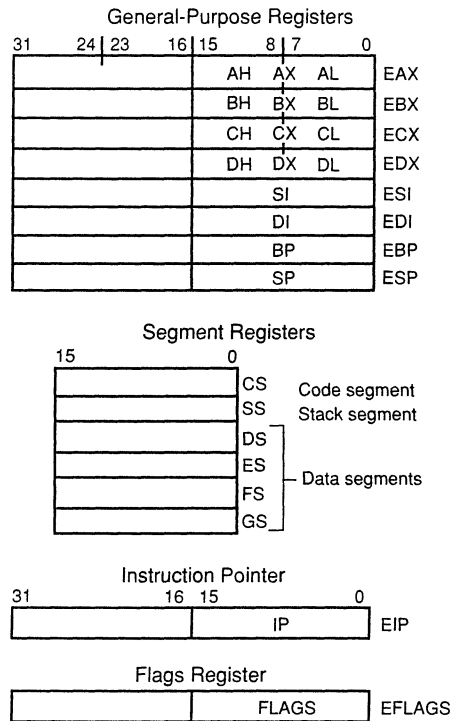 General-Purpose Registers
31 24 23 16 15 8 7 0
AH AX AL EAX
BH BX BL EBX
CH CX CL ECX
DH DX DL EDX
SI ESI
DI EDI
BP EBP
SP ESP
Segment Registers
15 0
CS Code segment
SS Stack segment
DS
ES
Data segments
FS
GS
Instruction Pointer
31 16 15 0
IP EIP
Flags Register
FLAGS EFLAGS